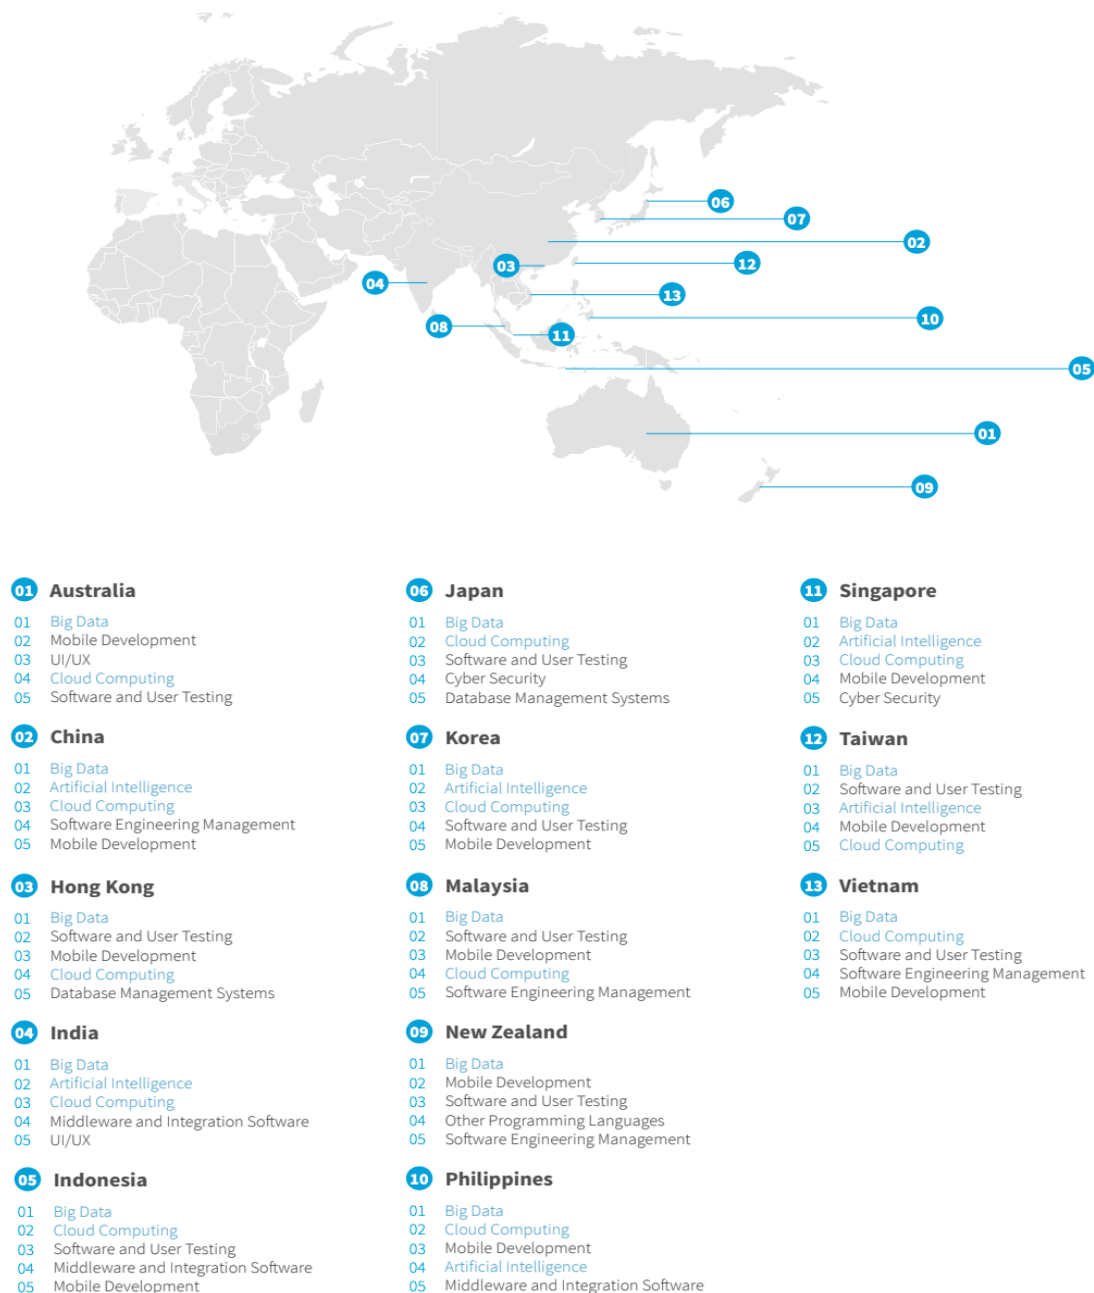 06
07
02
03
12
04
13
08
10
11
05
01
09
01 Australia
01 Big Data
02 Mobile Development
03 UI/UX
04 Cloud Computing
05 Software and User Testing
02 China
01 Big Data
02 Artificial Intelligence
03 Cloud Computing
04 Software Engineering Management
05 Mobile Development
03 Hong Kong
01 Big Data
02 Software and User Testing
03 Mobile Development
04 Cloud Computing
05 Database Management Systems
04 India
01 Big Data
02 Artificial Intelligence
03 Cloud Computing
04 Middleware and Integration Software
05 UI/UX
05 Indonesia
01 Big Data
02 Cloud Computing
03 Software and User Testing
04 Middleware and Integration Software
05 Mobile Development
06 Japan
01 Big Data
02 Cloud Computing
03 Software and User Testing
04 Cyber Security
05 Database Management Systems
07 Korea
01 Big Data
02 Artificial Intelligence
03 Cloud Computing
04 Software and User Testing
05 Mobile Development
08 Malaysia
01 Big Data
02 Software and User Testing
03 Mobile Development
04 Cloud Computing
05 Software Engineering Management
09 New Zealand
01 Big Data
02 Mobile Development
03 Software and User Testing
04 Other Programming Languages
05 Software Engineering Management
10 Philippines
01 Big Data
02 Cloud Computing
03 Mobile Development
04 Artificial Intelligence
05 Middleware and Integration Software
11 Singapore
01 Big Data
02 Artificial Intelligence
03 Cloud Computing
04 Mobile Development
05 Cyber Security
12 Taiwan
01 Big Data
02 Software and User Testing
03 Artificial Intelligence
04 Mobile Development
05 Cloud Computing
13 Vietnam
01 Big Data
02 Cloud Computing
03 Software and User Testing
04 Software Engineering Management
05 Mobile Development